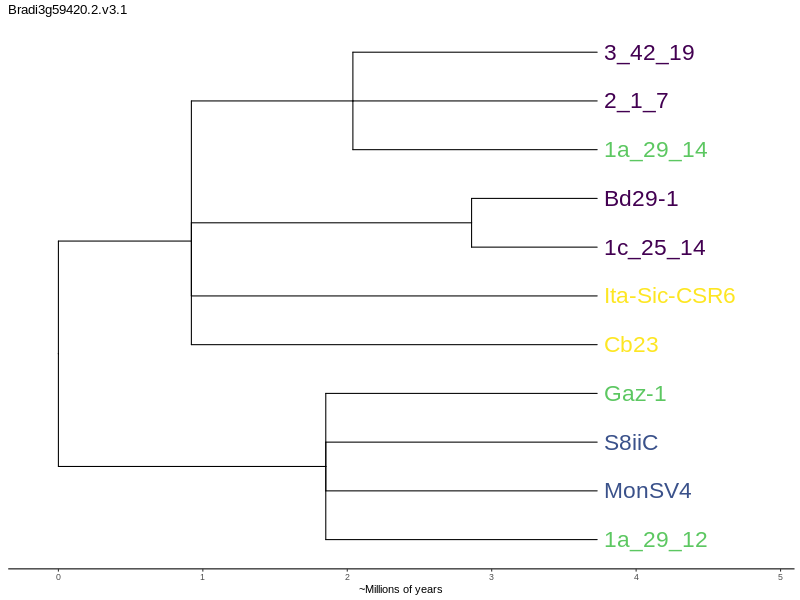 Bradi3g59420.2.v3.1
3_42_19
2_1_7
1a_29_14
Bd29-1
1c_25_14
Ita-Sic-CSR6
Cb23
Gaz-1
S8iiC
MonSV4
1a_29_12
0 1 2 3 4 5
~Millions of years